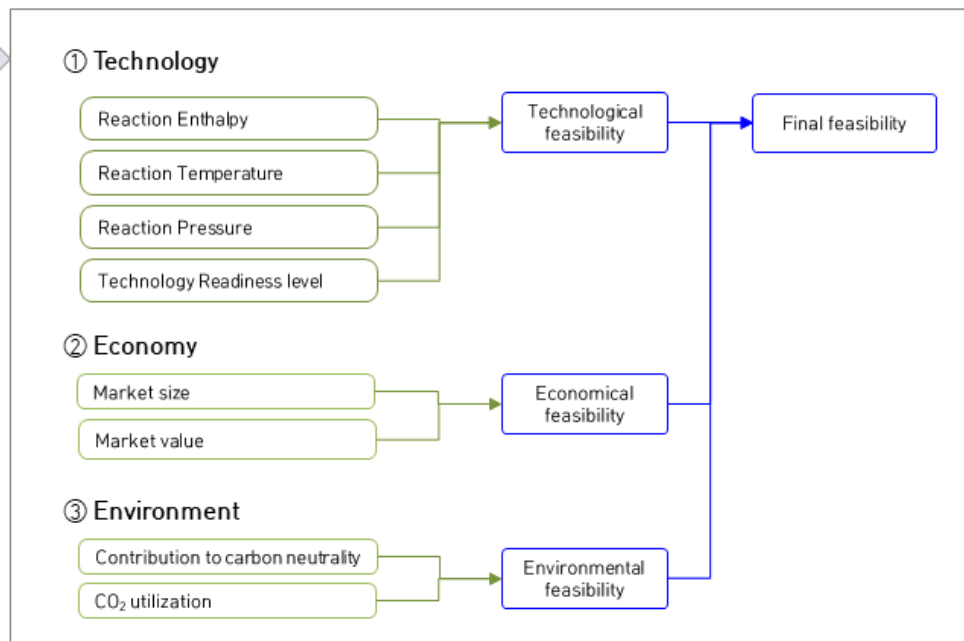 ① Technology
Reaction Enthalpy
Reaction Temperature
Reaction Pressure
Technology Readiness level
Technological
feasibility
Final feasibility
② Economy
Market size
Market value
Economical
feasibility
③ Environment
Contribution to carbon neutrality
CO₂ utilization
Environmental
feasibility